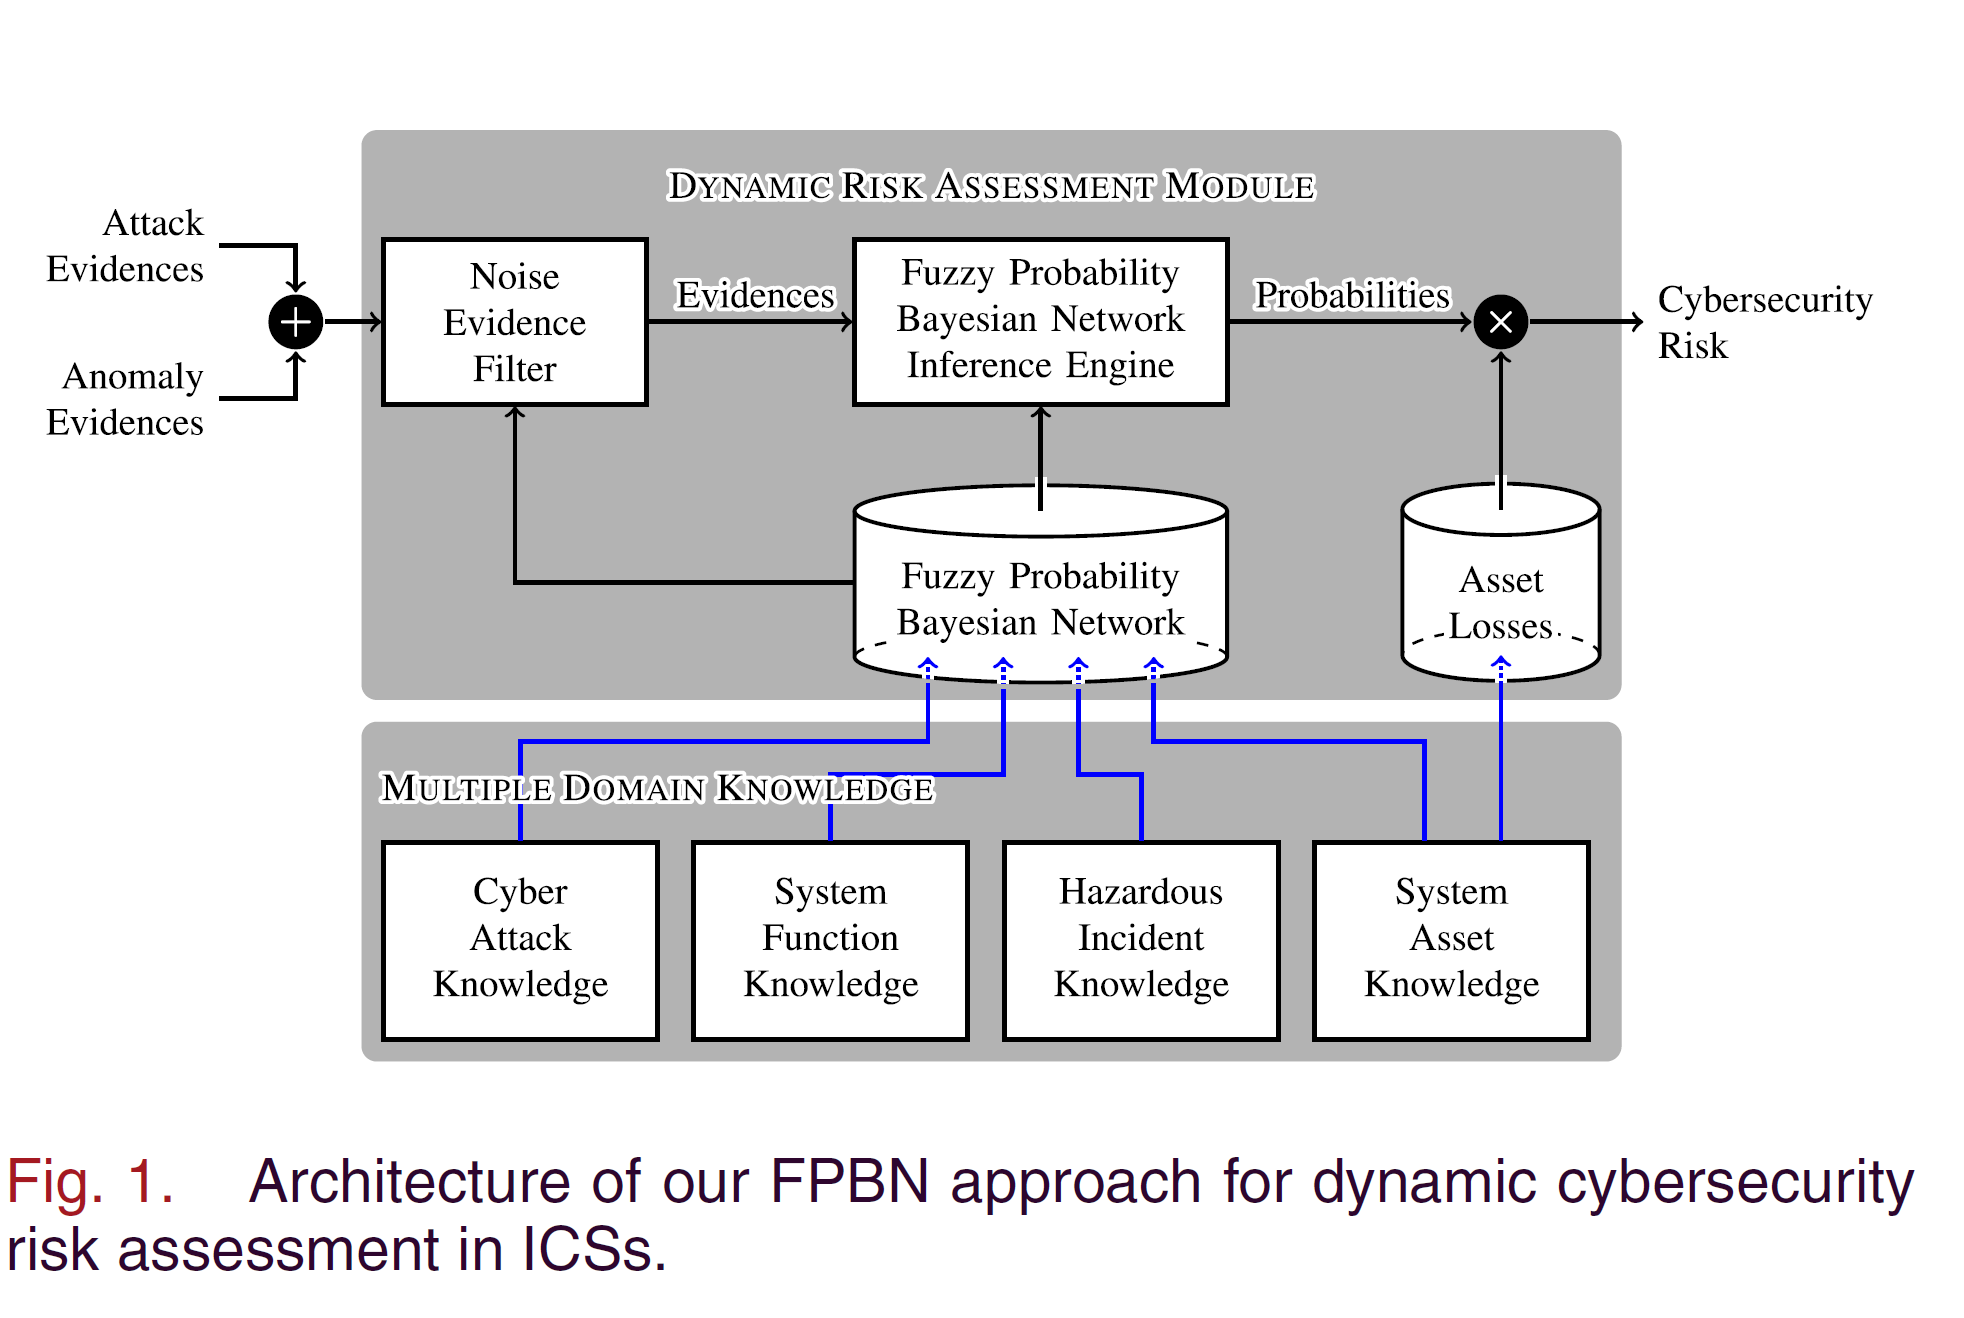 DYNAMIC RISK ASSESSMENT MODULE
Attack
Evidences
Anomaly
Evidences
+
Noise
Evidence
Filter
Evidences
Fuzzy Probability
Bayesian Network
Inference Engine
Probabilities
×
Cybersecurity
Risk
Fuzzy Probability
Bayesian Network
Asset
Losses
MULTIPLE DOMAIN KNOWLEDGE
Cyber
Attack
Knowledge
System
Function
Knowledge
Hazardous
Incident
Knowledge
System
Asset
Knowledge
Fig. 1. Architecture of our FPBN approach for dynamic cybersecurity
risk assessment in ICSs.